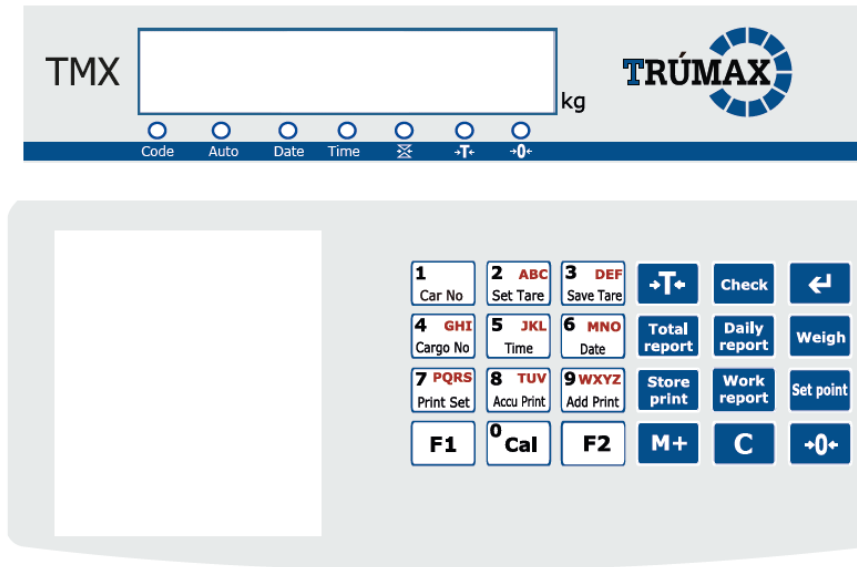 TMX
kg
TRÚMAX
Code Auto Date Time →T← →0←
1 2 ABC 3 DEF →T← Check ↵
Car No Set Tare Save Tare
4 GHI 5 JKL 6 MNO Total report Daily report Weigh
Cargo No Time Date
7 PQRS 8 TUV 9 WXYZ Store print Work report Set point
Print Set Accu Print Add Print
F1 0 Cal F2 M+ C →0←